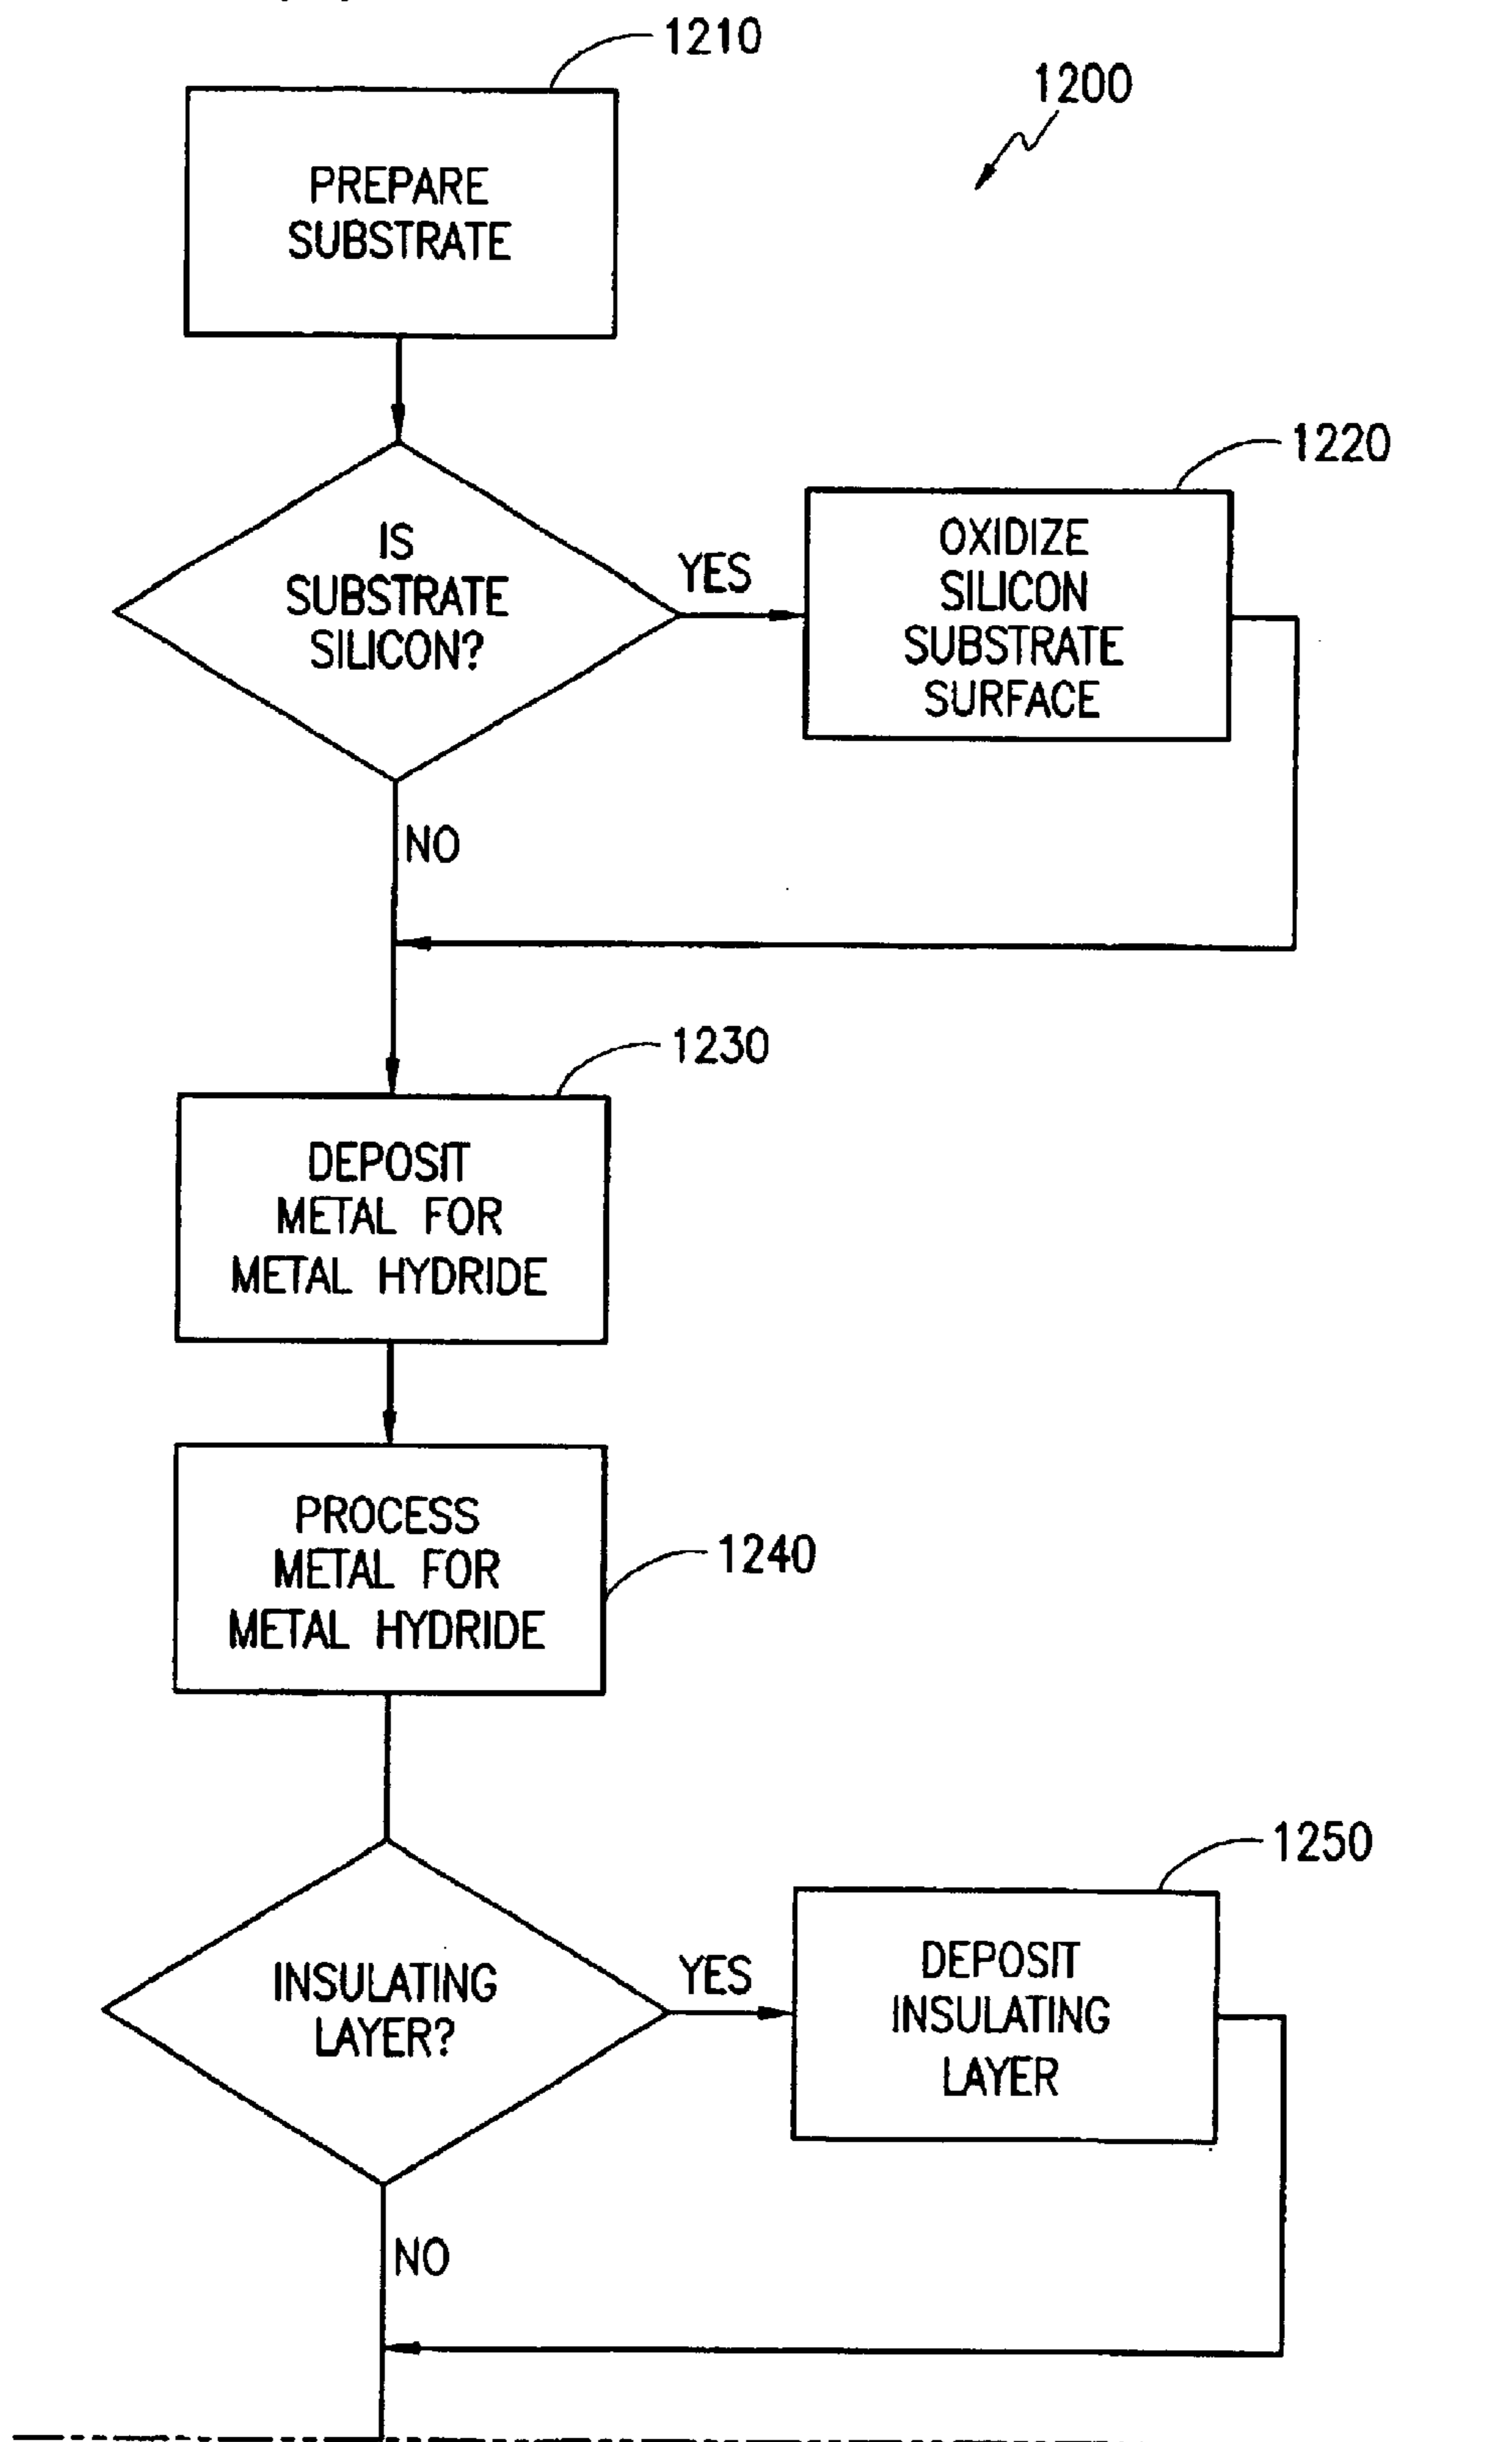 1210
1200
PREPARE
SUBSTRATE
1220
IS
SUBSTRATE
SILICON?
YES
OXIDIZE
SILICON
SUBSTRATE
SURFACE
NO
1230
DEPOSIT
METAL FOR
METAL HYDRIDE
PROCESS
METAL FOR
METAL HYDRIDE
1240
1250
INSULATING
LAYER?
YES
DEPOSIT
INSULATING
LAYER
NO